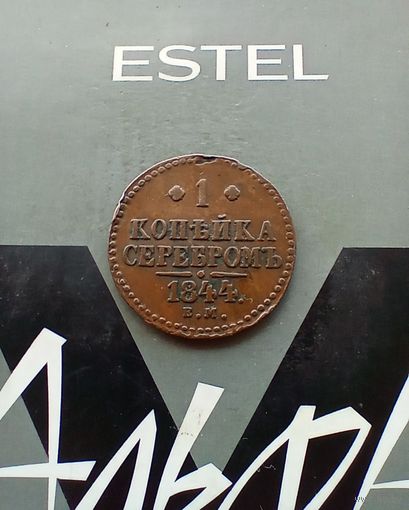 ESTEL
1
КОПѢЙКА
СЕРЕБРОМЪ
1844.
Е.М.